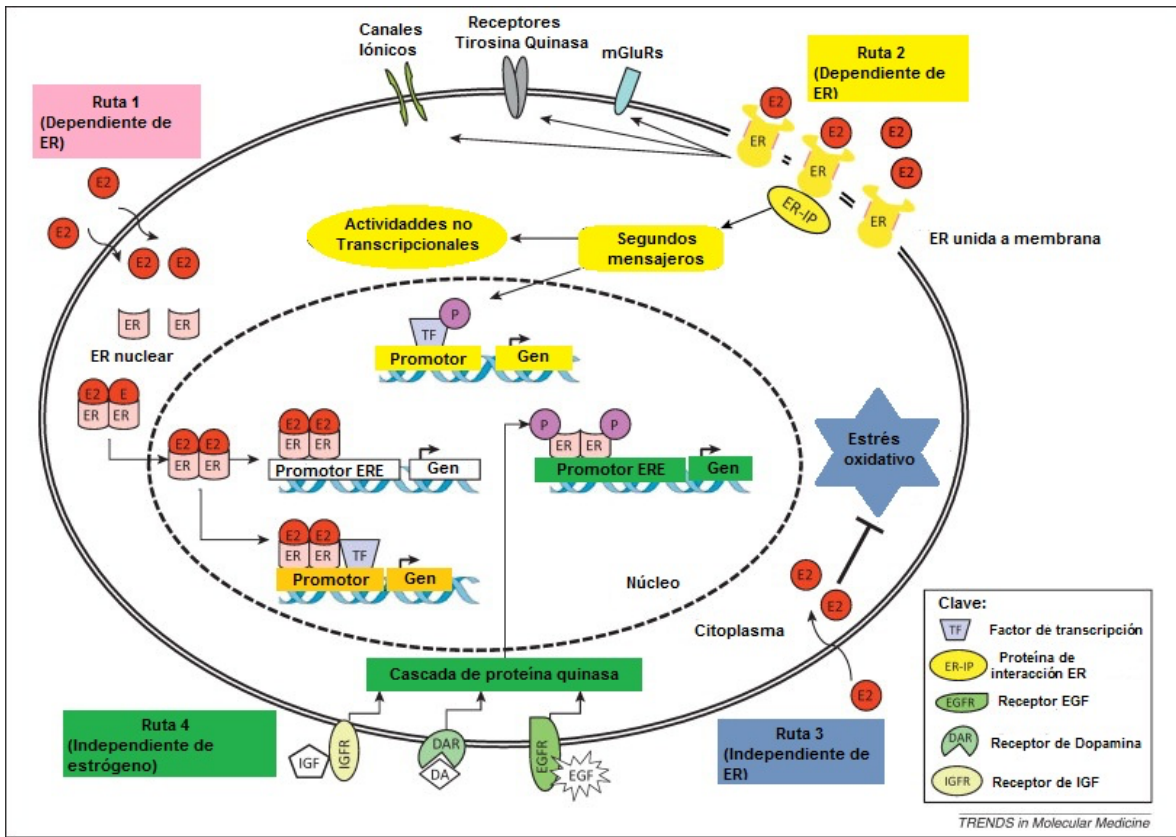 Canales
Iónicos
Receptores
Tirosina Quinasa
mGluRs
Ruta 2
(Dependiente de
ER)
Ruta 1
(Dependiente de
ER)
E2
E2
E2
E2
ER
ER
ER nuclear
E2
E
ER
ER
E2
E2
ER
ER
E2
E2
E2
E2
ER
ER
ER
ER-IP
ER unida a membrana
Actividaddes no
Transcripcionales
Segundos
mensajeros
P
TF
Promotor
Gen
E2
E2
ER
ER
Promotor ERE
Gen
P
P
ER
ER
Promotor ERE
Gen
E2
E2
ER
ER
TF
Promotor
Gen
Núcleo
Estrés
oxidativo
E2
E2
Citoplasma
E2
Ruta 3
(Independiente de
ER)
Cascada de proteína quinasa
Ruta 4
(Independiente de
estrógeno)
IGF
IGFR
DAR
DA
EGFR
EGF
Clave:
TF
Factor de transcripción
ER-IP
Proteína de
interacción ER
EGFR
Receptor EGF
DAR
Receptor de Dopamina
IGFR
Receptor de IGF
TRENDS in Molecular Medicine